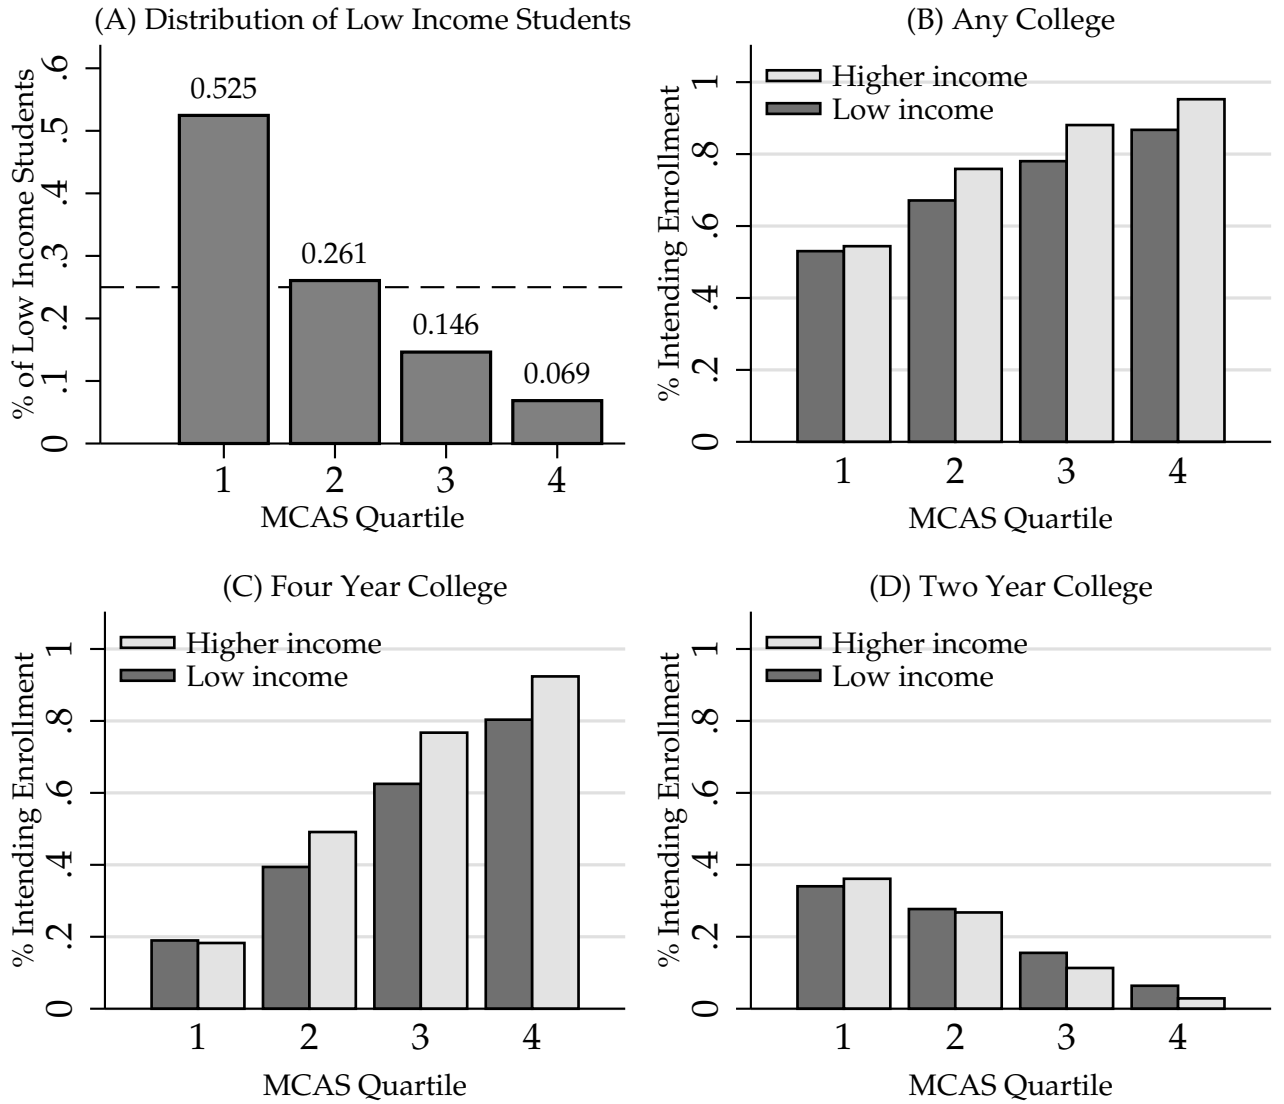 (A) Distribution of Low Income Students
% of Low Income Students
.6
.5
.4
.3
.2
.1
0
0.525
0.261
0.146
0.069
1 2 3 4
MCAS Quartile
(B) Any College
Higher income
Low income
% Intending Enrollment
1
.8
.6
.4
.2
0
1 2 3 4
MCAS Quartile
(C) Four Year College
Higher income
Low income
% Intending Enrollment
1
.8
.6
.4
.2
0
1 2 3 4
MCAS Quartile
(D) Two Year College
Higher income
Low income
% Intending Enrollment
1
.8
.6
.4
.2
0
1 2 3 4
MCAS Quartile